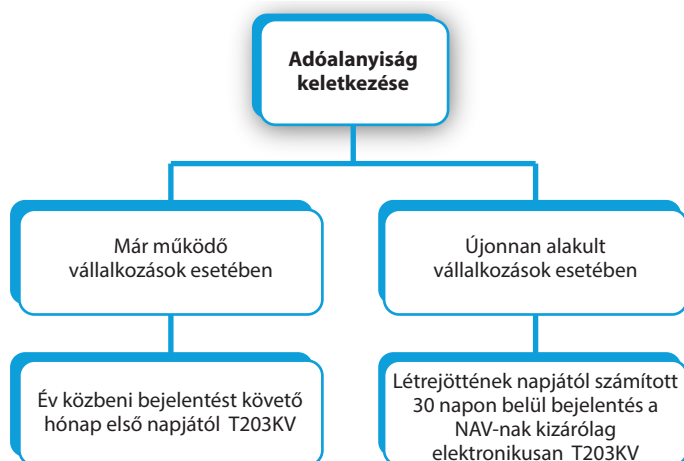 Adóalanyiság
keletkezése
Már működő
vállalkozások esetében
Újonnan alakult
vállalkozások esetében
Év közbeni bejelentést követő
hónap első napjától T203KV
Létrejöttének napjától számított
30 napon belül bejelentés a
NAV-nak kizárólag
elektronikusan T203KV